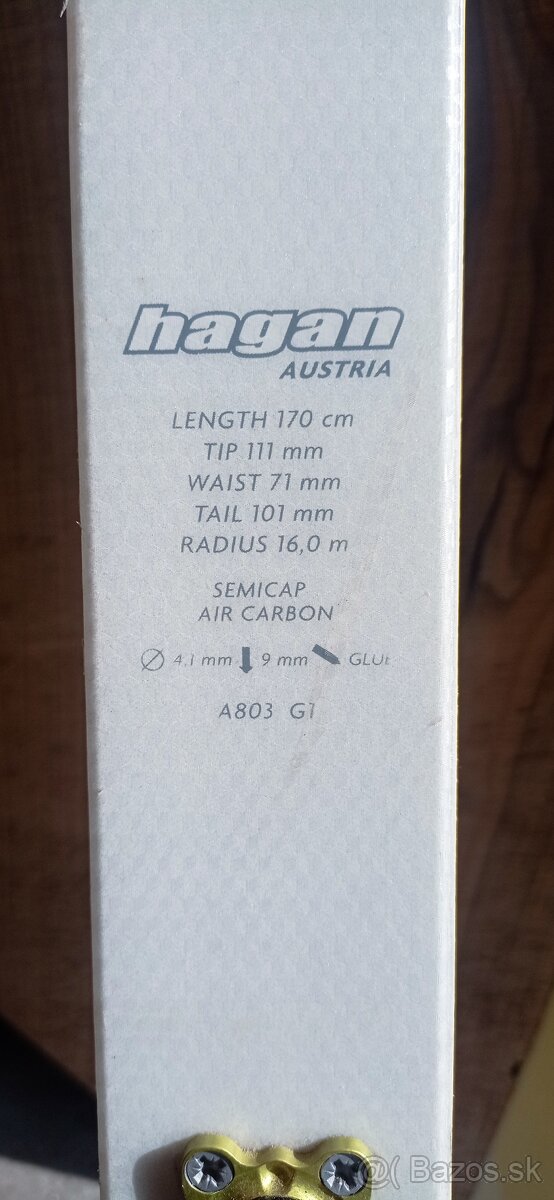 hagan
AUSTRIA
LENGTH 170 cm
TIP 111 mm
WAIST 71 mm
TAIL 101 mm
RADIUS 16,0 m
SEMICAP
AIR CARBON
4.1 mm 9 mm GLUE
A803 G1
@Bazos.sk